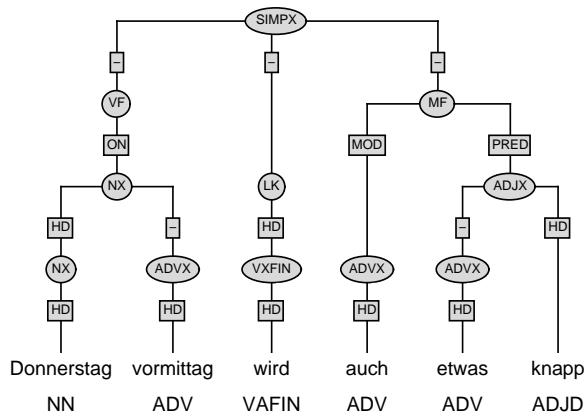 SIMPX
– – –
VF MF
ON MOD PRED
NX LK ADJX
HD – HD – HD
NX ADVX VXFIN ADVX ADVX
HD HD HD HD HD
Donnerstag vormittag wird auch etwas knapp
NN ADV VAFIN ADV ADV ADJD